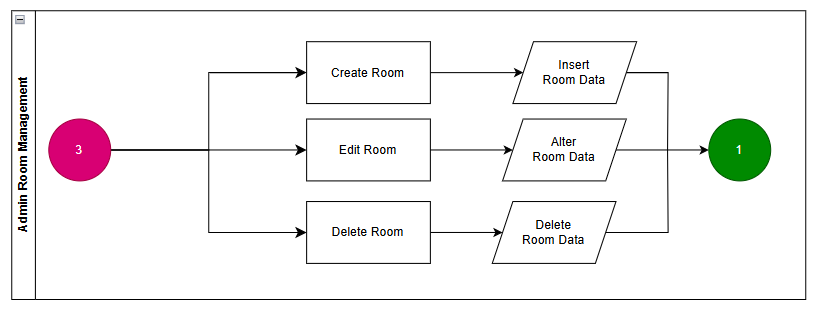 Admin Room Management
3
Create Room
Insert
Room Data
Edit Room
Alter
Room Data
1
Delete Room
Delete
Room Data